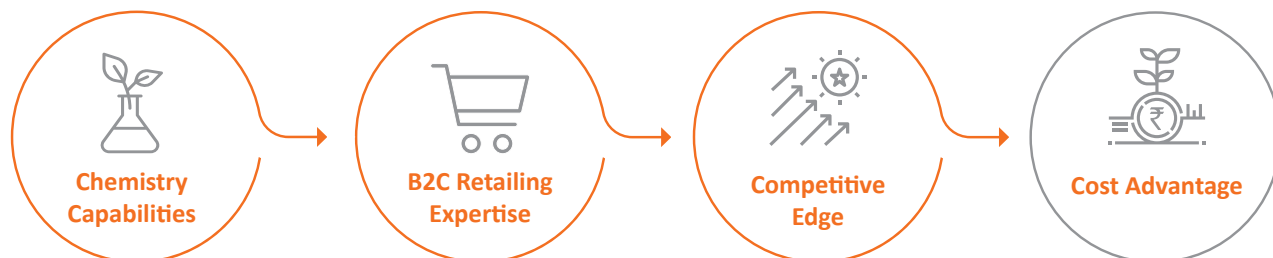 Chemistry
Capabilities
B2C Retailing
Expertise
Competitive
Edge
₹
Cost Advantage